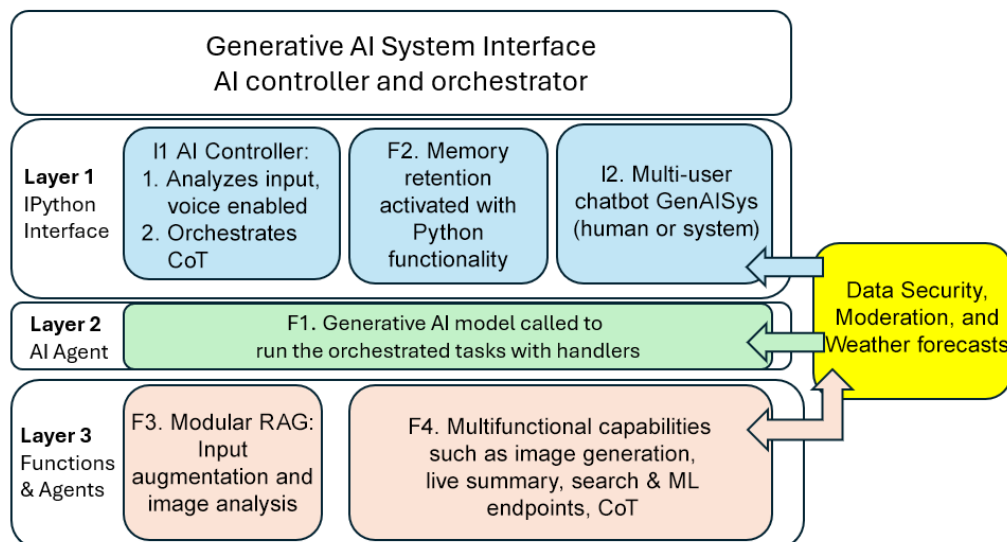 Generative AI System Interface
AI controller and orchestrator
Layer 1
IPython
Interface
I1 AI Controller:
1. Analyzes input,
voice enabled
2. Orchestrates
CoT
F2. Memory
retention
activated with
Python
functionality
I2. Multi-user
chatbot GenAISys
(human or system)
Data Security,
Moderation, and
Weather forecasts
Layer 2
AI Agent
F1. Generative AI model called to
run the orchestrated tasks with handlers
Layer 3
Functions
& Agents
F3. Modular RAG:
Input
augmentation and
image analysis
F4. Multifunctional capabilities
such as image generation,
live summary, search & ML
endpoints, CoT